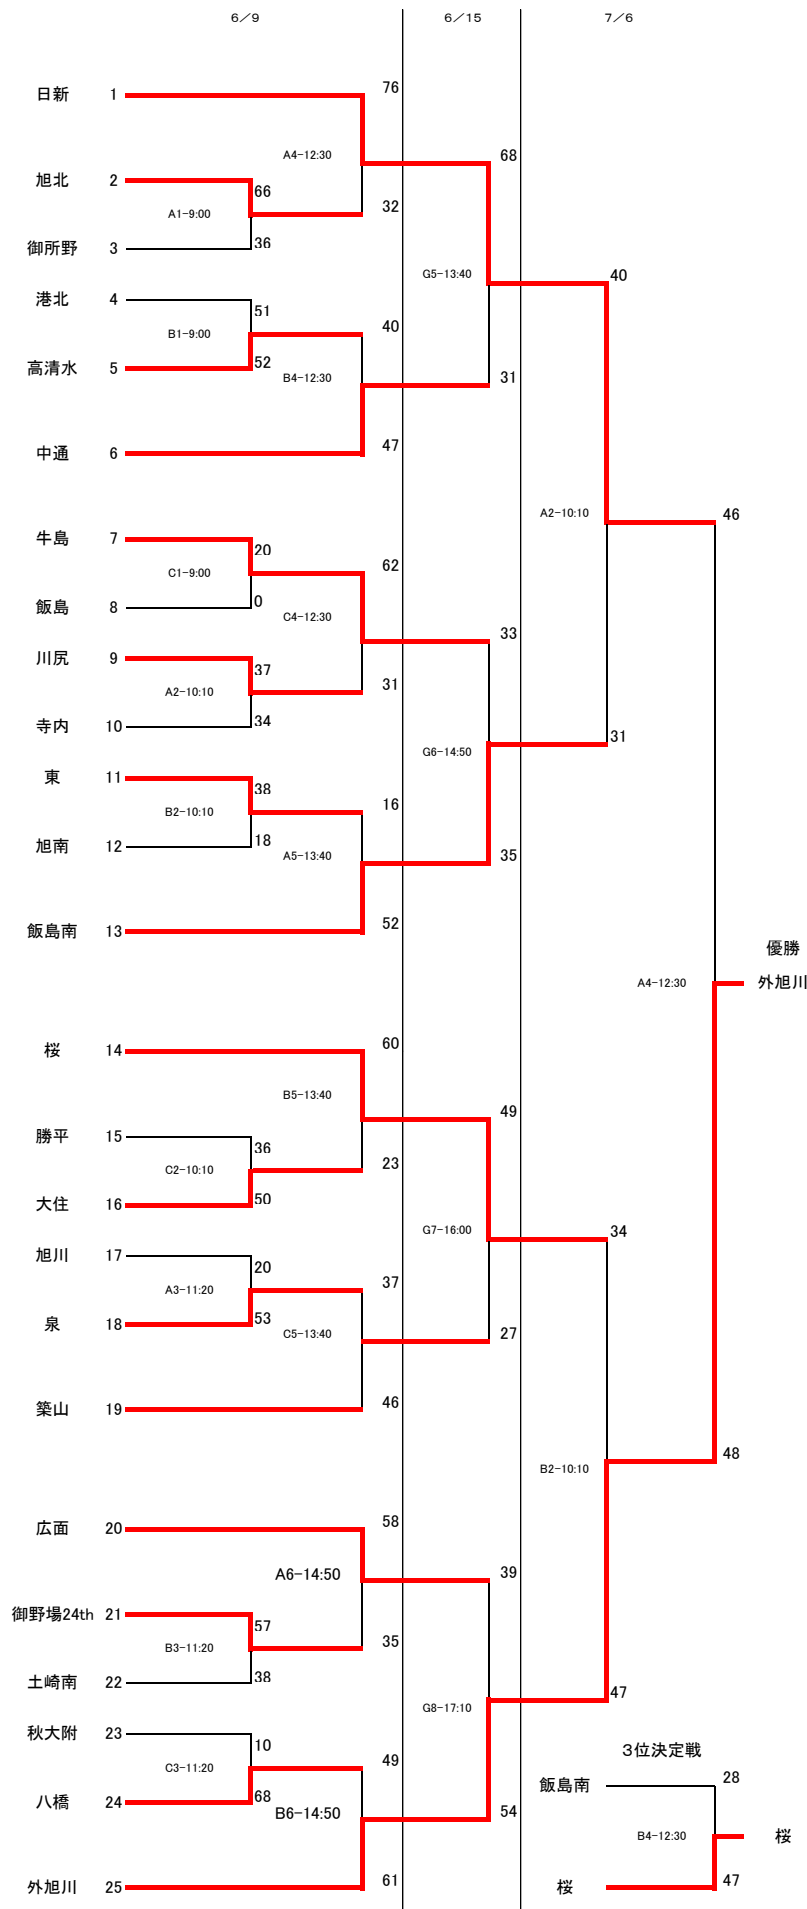 6/9 6/15 7/6
76
日新 1
68
A4-12:30
旭北 2
66
32
A1-9:00
36
御所野 3
G5-13:40
40
港北 4
51
40
B1-9:00
52
高清水 5
B4-12:30
31
47
中通 6
A2-10:10
46
牛島 7
20
62
C1-9:00
0
飯島 8
C4-12:30
33
川尻 9
37
31
A2-10:10
34
寺内 10
31
G6-14:50
東 11
38
16
B2-10:10
18
旭南 12
A5-13:40
35
52
飯島南 13
優勝
A4-12:30
外旭川
60
桜 14
B5-13:40
49
勝平 15
36
23
C2-10:10
50
大住 16
G7-16:00
34
旭川 17
20
37
A3-11:20
53
泉 18
C5-13:40
27
46
築山 19
B2-10:10
48
58
広面 20
A6-14:50
39
御野場24th 21
57
35
B3-11:20
38
土崎南 22
47
G8-17:10
秋大附 23
10
49
C3-11:20
68
八橋 24
B6-14:50
54
61
外旭川 25
3位決定戦
飯島南
28
B4-12:30
桜
47
桜